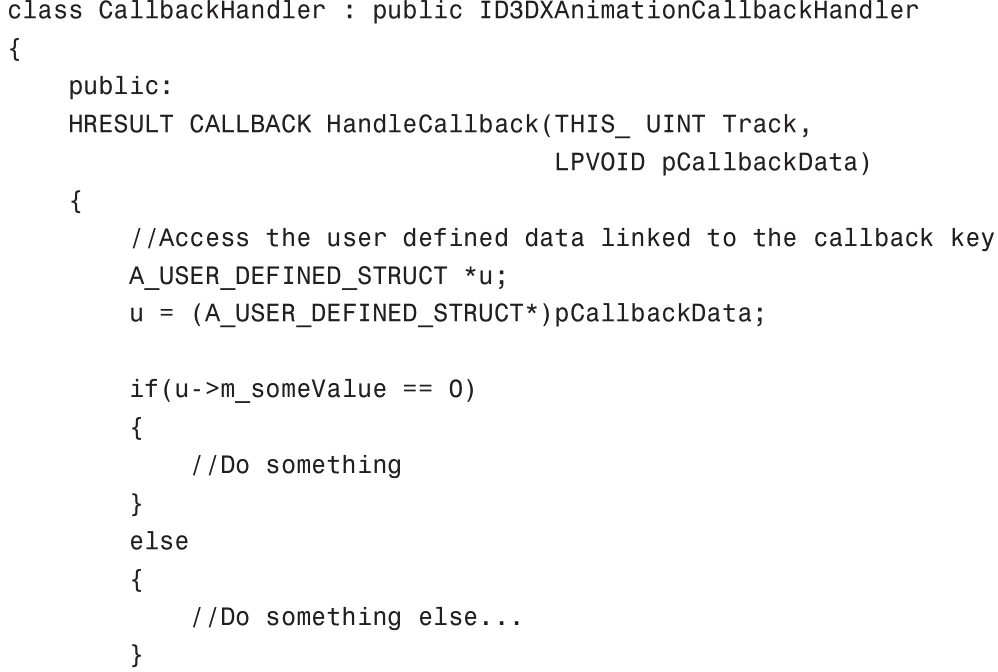 class CallbackHandler : public ID3DXAnimationCallbackHandler
{
    public:
    HRESULT CALLBACK HandleCallback(THIS_ UINT Track,
                                    LPVOID pCallbackData)
    {
        //Access the user defined data linked to the callback key
        A_USER_DEFINED_STRUCT *u;
        u = (A_USER_DEFINED_STRUCT*)pCallbackData;

        if(u->m_someValue == 0)
        {
            //Do something
        }
        else
        {
            //Do something else...
        }